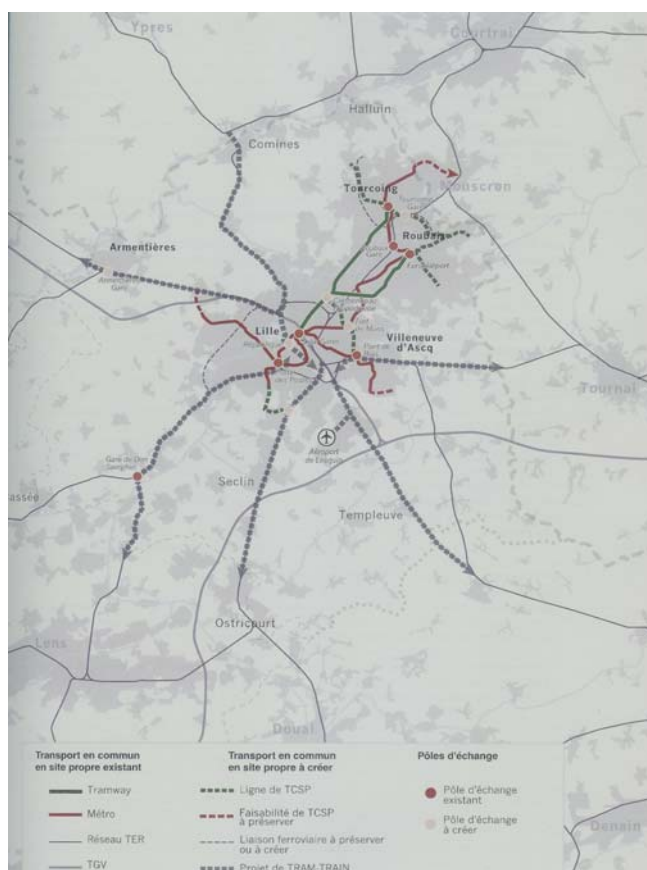 Ypres
Courtrai
Halluin
Comines
Tourcoing
Mouscron
Roubaix
Armentières
Lille
Villeneuve
d'Ascq
Tournai
Aéroport
de Lesquin
Seclin
Templeuve
Ostricourt
Lens
Douai
Denain
Transport en commun
en site propre existant
Tramway
Métro
Réseau TER
TGV
Transport en commun
en site propre à créer
Ligne de TCSP
Faisabilité de TCSP
à préserver
Liaison ferroviaire à préserver
ou à créer
Projet de TRAM-TRAIN
Pôles d'échange
Pôle d'échange
existant
Pôle d'échange
à créer